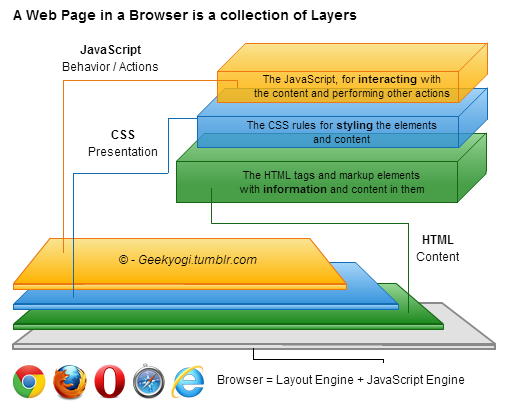 A Web Page in a Browser is a collection of Layers
JavaScript
Behavior / Actions
The JavaScript, for interacting with
the content and performing other actions
CSS
Presentation
The CSS rules for styling the elements
and content
The HTML tags and markup elements
with information and content in them
HTML
Content
© - Geekyogi.tumblr.com
Browser = Layout Engine + JavaScript Engine